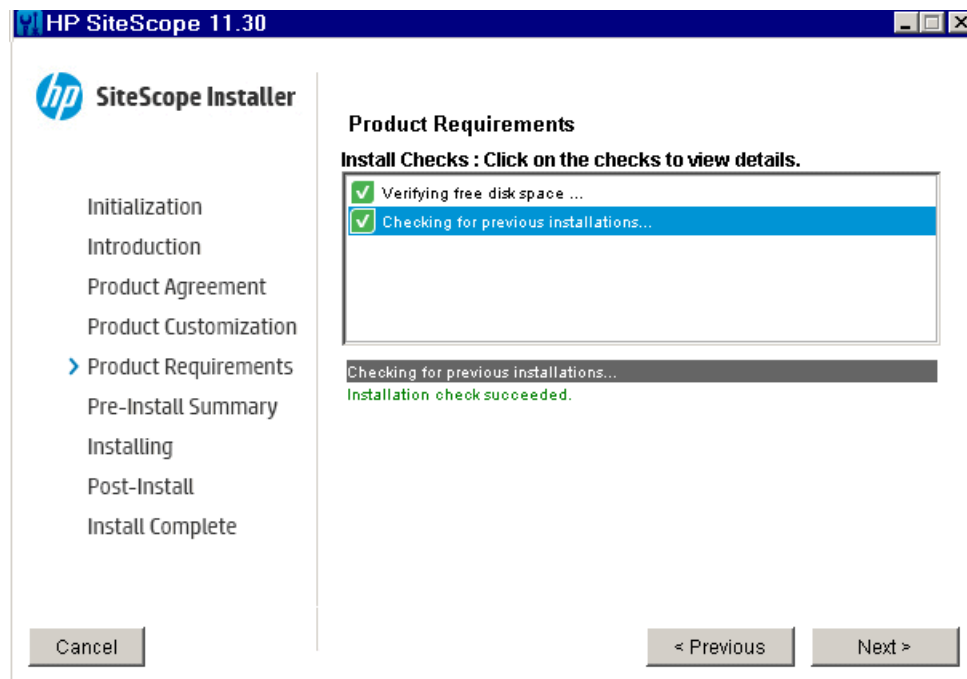 HP SiteScope 11.30
hp
SiteScope Installer
Initialization
Introduction
Product Agreement
Product Customization
Product Requirements
Pre-Install Summary
Installing
Post-Install
Install Complete
Product Requirements
Install Checks : Click on the checks to view details.
Verifying free disk space ...
Checking for previous installations...
Checking for previous installations...
Installation check succeeded.
Cancel
< Previous
Next >